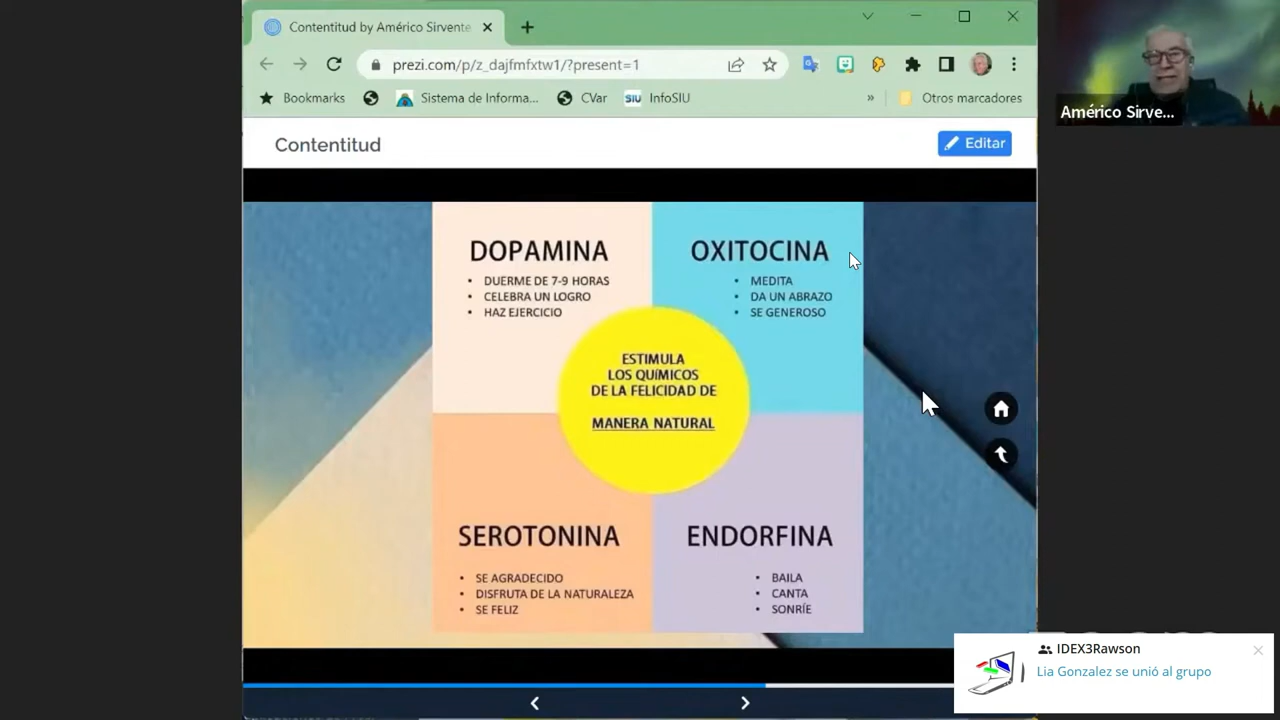 Contentitud by Américo Sirvente
prezi.com/p/z_dajfmfxtw1/?present=1
Bookmarks
Sistema de Informa...
CVar
SIU
InfoSIU
»
Otros marcadores
Américo Sirve...
Contentitud
Editar
DOPAMINA
• DUERME DE 7-9 HORAS
• CELEBRA UN LOGRO
• HAZ EJERCICIO
OXITOCINA
• MEDITA
• DA UN ABRAZO
• SE GENEROSO
ESTIMULA
LOS QUÍMICOS
DE LA FELICIDAD DE
MANERA NATURAL
SEROTONINA
• SE AGRADECIDO
• DISFRUTA DE LA NATURALEZA
• SE FELIZ
ENDORFINA
• BAILA
• CANTA
• SONRÍE
IDEX3Rawson
Lia Gonzalez se unió al grupo